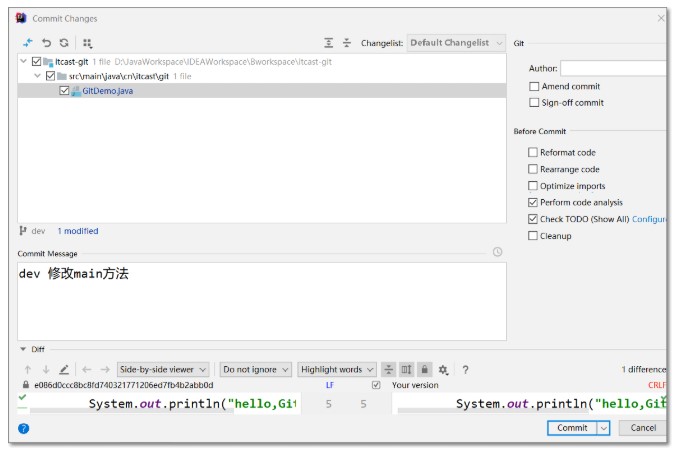 Commit Changes
Changelist: Default Changelist
Git
itcast-git 1 file D:\JavaWorkspace\IDEAWorkspace\Bworkspace\itcast-git
src\main\java\cn\itcast\git 1 file
GitDemo.java
Author:
Amend commit
Sign-off commit
Before Commit
Reformat code
Rearrange code
Optimize imports
Perform code analysis
Check TODO (Show All) Configure
Cleanup
dev 1 modified
Commit Message
dev 修改main方法
Diff
Side-by-side viewer Do not ignore Highlight words ? 1 difference
e086d0ccc8bc8fd740321771206ed7fb4b2abb0d LF Your version CRLF
System.out.println("hello,Git 5 5 System.out.println("hello,Git
? Commit Cancel